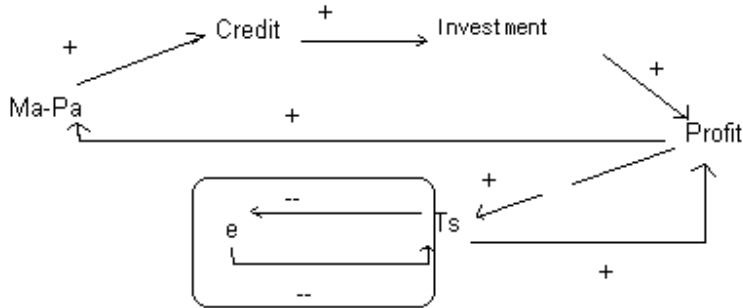 +
Credit
+
Investment
+
+
Ma-Pa
+
Profit
+
--
Ts
e
--
+